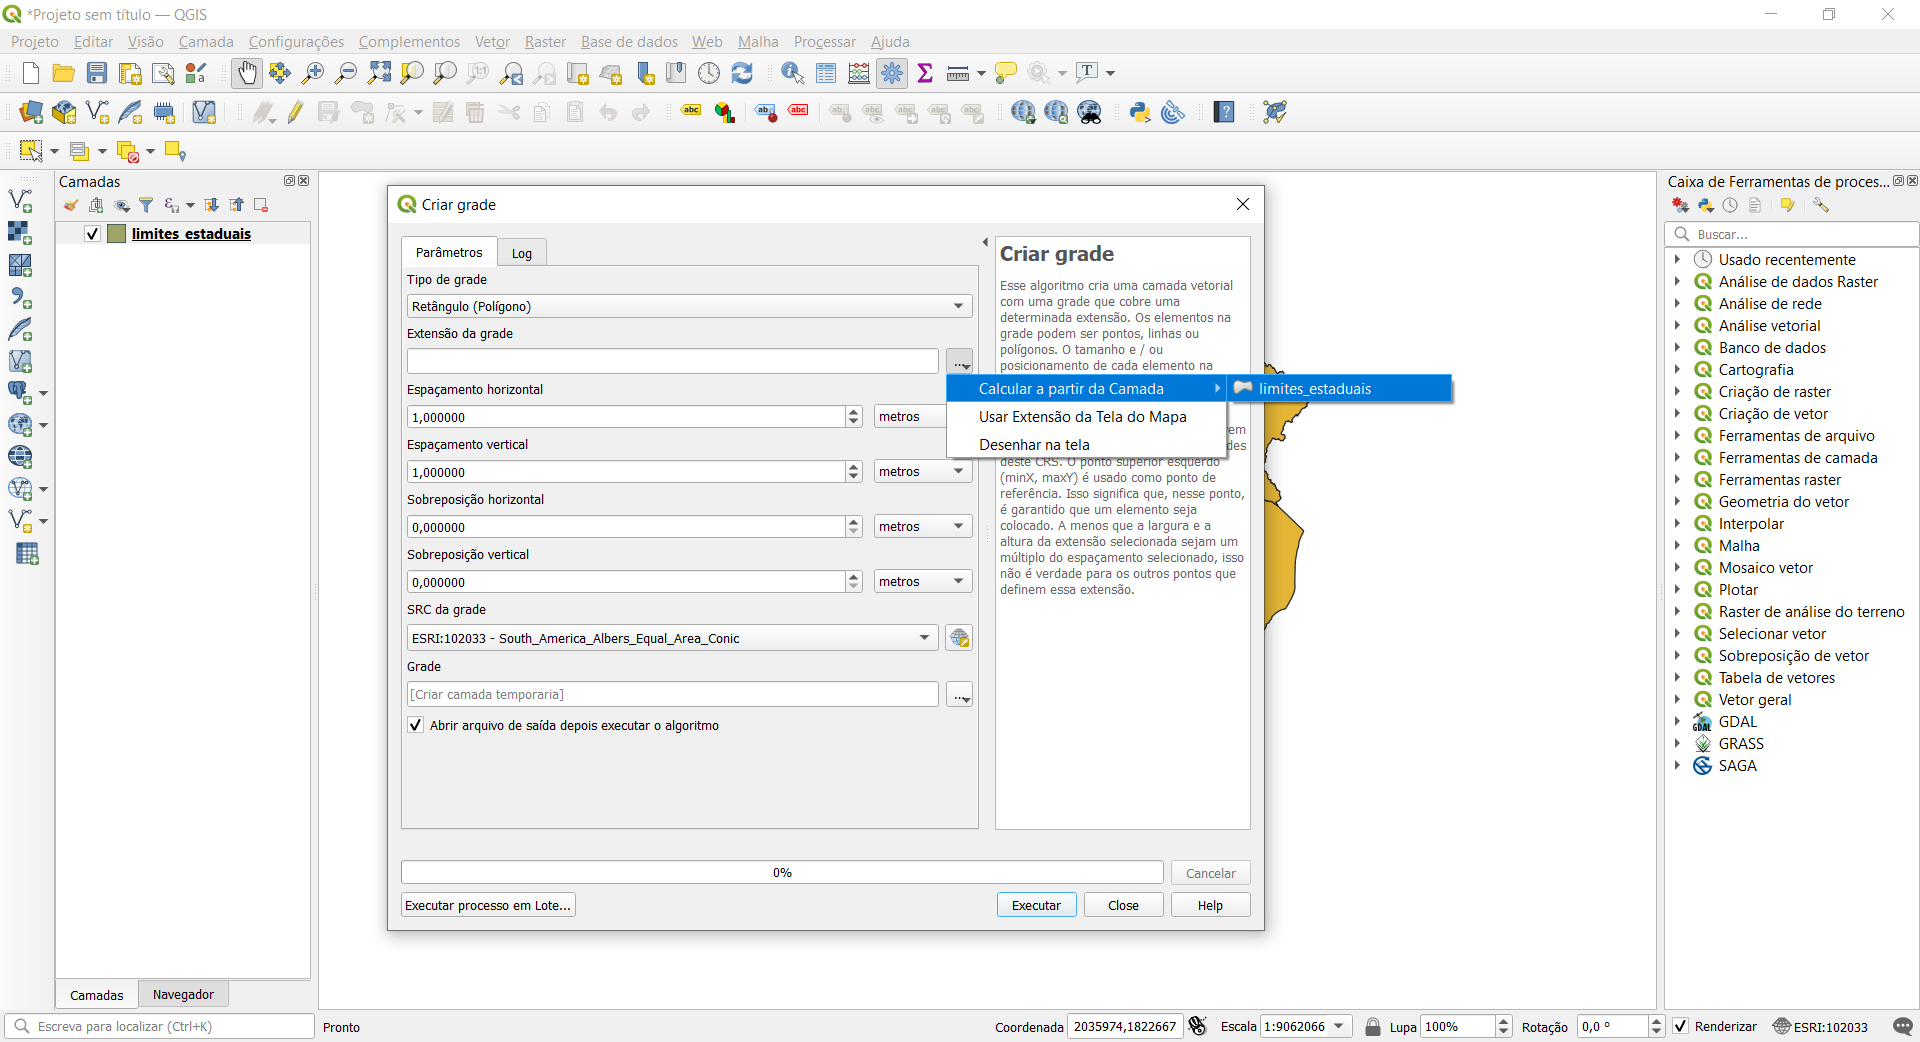 *Projeto sem título — QGIS
Projeto Editar Visão Camada Configurações Complementos Vetor Raster Base de dados Web Malha Processar Ajuda
Camadas
limites_estaduais
Camadas Navegador
Criar grade
Parâmetros Log
Tipo de grade
Retângulo (Polígono)
Extensão da grade
...
Espaçamento horizontal
1,000000 metros
Espaçamento vertical
1,000000 metros
Sobreposição horizontal
0,000000 metros
Sobreposição vertical
0,000000 metros
SRC da grade
ESRI:102033 - South_America_Albers_Equal_Area_Conic
Grade
[Criar camada temporaria] ...
Abrir arquivo de saída depois executar o algoritmo
Criar grade
Esse algoritmo cria uma camada vetorial
com uma grade que cobre uma
determinada extensão. Os elementos na
grade podem ser pontos, linhas ou
polígonos. O tamanho e / ou
posicionamento de cada elemento na
Calcular a partir da Camada
limites_estaduais
Usar Extensão da Tela do Mapa
Desenhar na tela
em
des
deste CRS. O ponto superior esquerdo
(minX, maxY) é usado como ponto de
referência. Isso significa que, nesse ponto,
é garantido que um elemento seja
colocado. A menos que a largura e a
altura da extensão selecionada sejam um
múltiplo do espaçamento selecionado, isso
não é verdade para os outros pontos que
definem essa extensão.
0%
Cancelar
Executar processo em Lote...
Executar Close Help
Caixa de Ferramentas de proces...
Buscar...
Usado recentemente
Análise de dados Raster
Análise de rede
Análise vetorial
Banco de dados
Cartografia
Criação de raster
Criação de vetor
Ferramentas de arquivo
Ferramentas de camada
Ferramentas raster
Geometria do vetor
Interpolar
Malha
Mosaico vetor
Plotar
Raster de análise do terreno
Selecionar vetor
Sobreposição de vetor
Tabela de vetores
Vetor geral
GDAL
GRASS
SAGA
Escreva para localizar (Ctrl+K) Pronto Coordenada 2035974,1822667 Escala 1:9062066 Lupa 100% Rotação 0,0 ° Renderizar ESRI:102033